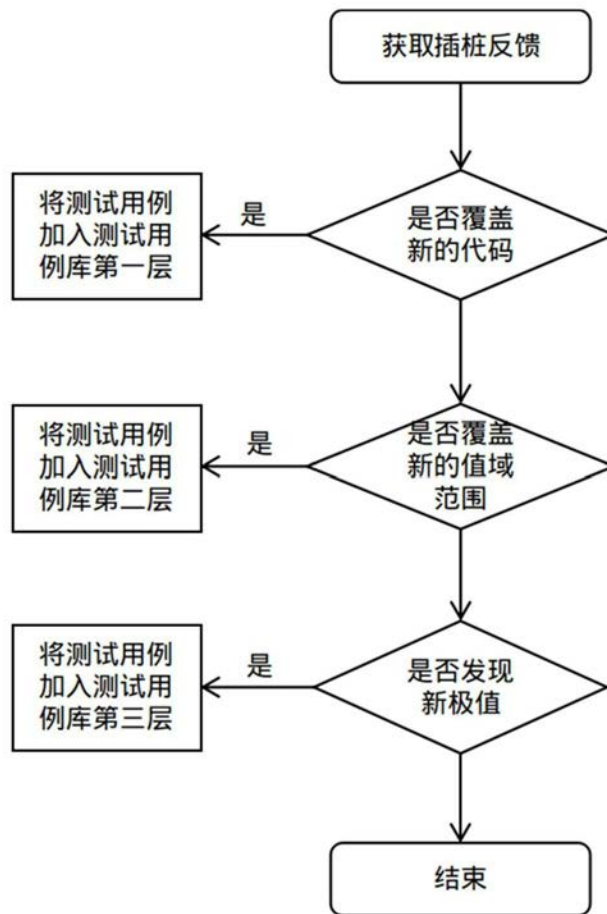 获取插桩反馈
是否覆盖
新的代码
是
将测试用例
加入测试用
例库第一层
是否覆盖
新的值域
范围
是
将测试用例
加入测试用
例库第二层
是否发现
新极值
是
将测试用例
加入测试用
例库第三层
结束